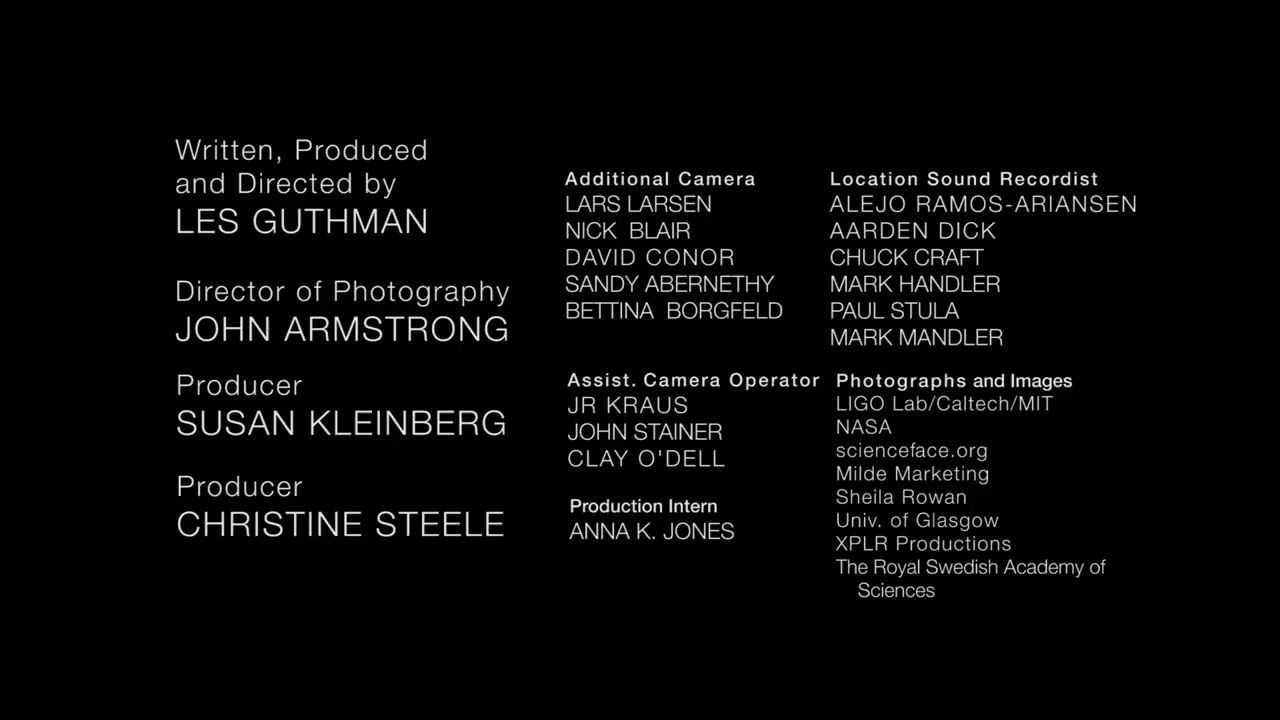 Written, Produced
and Directed by
LES GUTHMAN
Director of Photography
JOHN ARMSTRONG
Producer
SUSAN KLEINBERG
Producer
CHRISTINE STEELE
Additional Camera
LARS LARSEN
NICK BLAIR
DAVID CONOR
SANDY ABERNETHY
BETTINA BORGFELD
Assist. Camera Operator
JR KRAUS
JOHN STAINER
CLAY O'DELL
Production Intern
ANNA K. JONES
Location Sound Recordist
ALEJO RAMOS-ARIANSEN
AARDEN DICK
CHUCK CRAFT
MARK HANDLER
PAUL STULA
MARK MANDLER
Photographs and Images
LIGO Lab/Caltech/MIT
NASA
scienceface.org
Milde Marketing
Sheila Rowan
Univ. of Glasgow
XPLR Productions
The Royal Swedish Academy of
Sciences